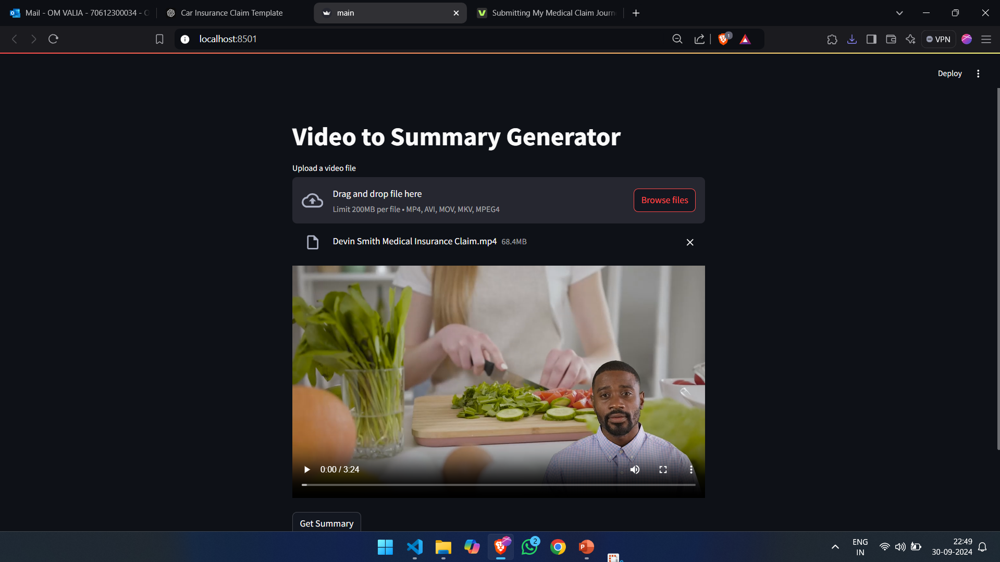 Mail - OM VALIA - 70612300034 - O
Car Insurance Claim Template
main
Submitting My Medical Claim Journ
localhost:8501
1
VPN
Deploy
Video to Summary Generator
Upload a video file
Drag and drop file here
Limit 200MB per file • MP4, AVI, MOV, MKV, MPEG4
Browse files
Devin Smith Medical Insurance Claim.mp4 68.4MB
0:00 / 3:24
Get Summary
2
P
ENG
IN
22:49
30-09-2024